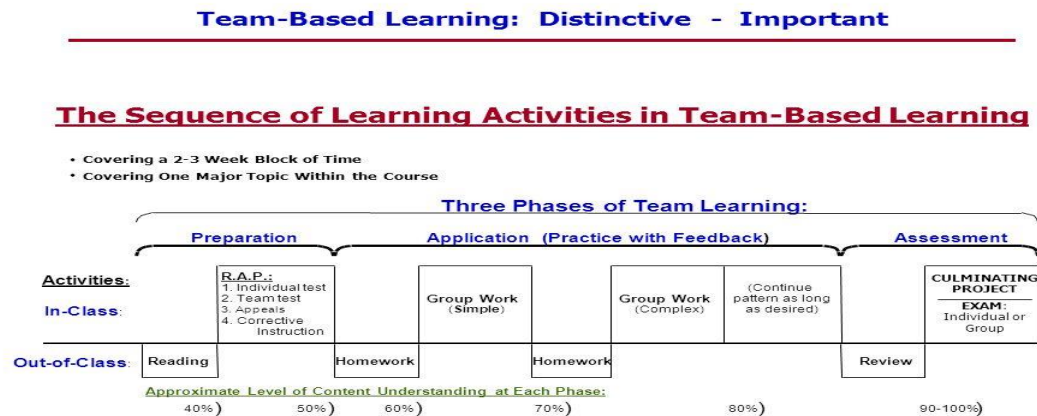 Team-Based Learning: Distinctive - Important
The Sequence of Learning Activities in Team-Based Learning
• Covering a 2-3 Week Block of Time
• Covering One Major Topic Within the Course
Three Phases of Team Learning:
Preparation Application (Practice with Feedback) Assessment
Activities:
In-Class:
R.A.P.:
1. Individual test
2. Team test
3. Appeals
4. Corrective
Instruction
Group Work
(Simple)
Group Work
(Complex)
(Continue
pattern as long
as desired)
CULMINATING
PROJECT
EXAM:
Individual or
Group
Out-of-Class: Reading Homework Homework Review
Approximate Level of Content Understanding at Each Phase:
40%) 50%) 60%) 70%) 80%) 90-100%)